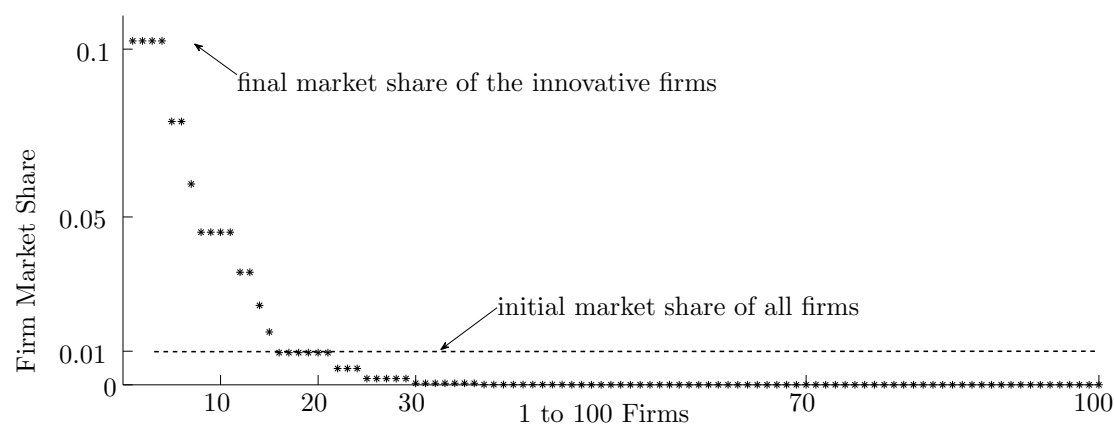 0.1
final market share of the innovative firms
0.05
Firm Market Share
initial market share of all firms
0.01
0
10
20
30
70
100
1 to 100 Firms